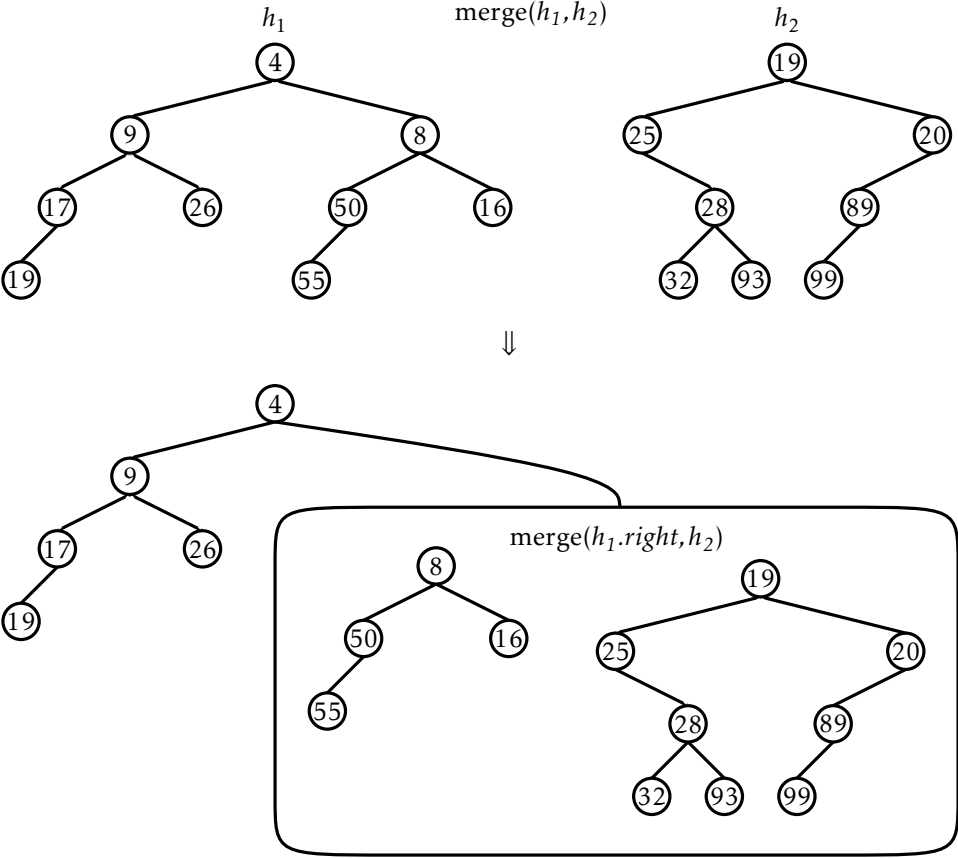 h1 merge(h1, h2) h2
4 19
9 8 25 20
17 26 50 16 28 89
19 55 32 93 99
⇓
4
9
merge(h1.right, h2)
17 26 8 19
19 50 16 25 20
55 28 89
32 93 99